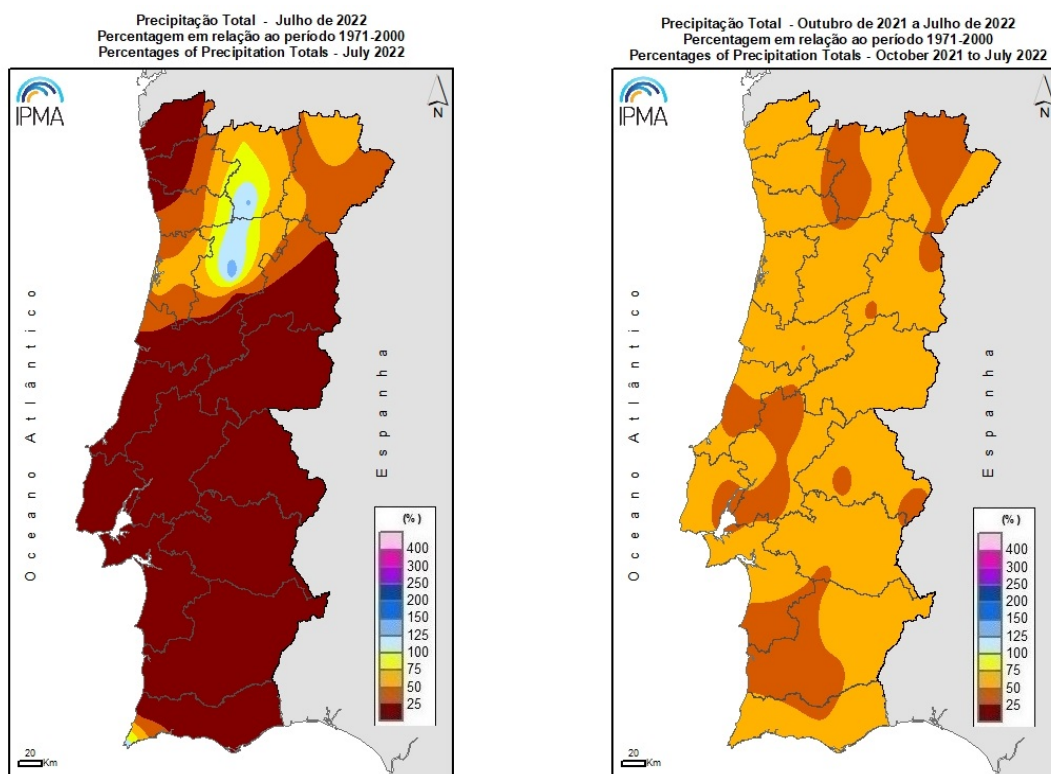 Precipitação Total - Julho de 2022
Percentagem em relação ao período 1971-2000
Percentages of Precipitation Totals - July 2022
IPMA
N
Oceano Atlântico
Espanha
(%)
400
300
250
200
150
125
100
75
50
25
20
Km
Precipitação Total - Outubro de 2021 a Julho de 2022
Percentagem em relação ao período 1971-2000
Percentages of Precipitation Totals - October 2021 to July 2022
IPMA
N
Oceano Atlântico
Espanha
(%)
400
300
250
200
150
125
100
75
50
25
20
Km